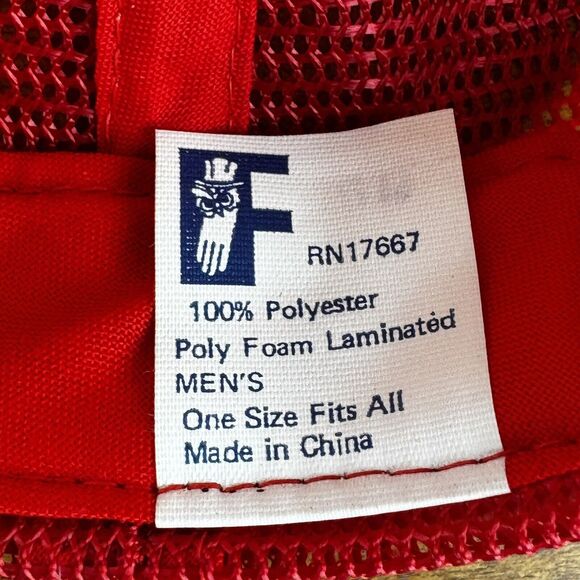 F
RN17667
100% Polyester
Poly Foam Laminated
MEN'S
One Size Fits All
Made in China